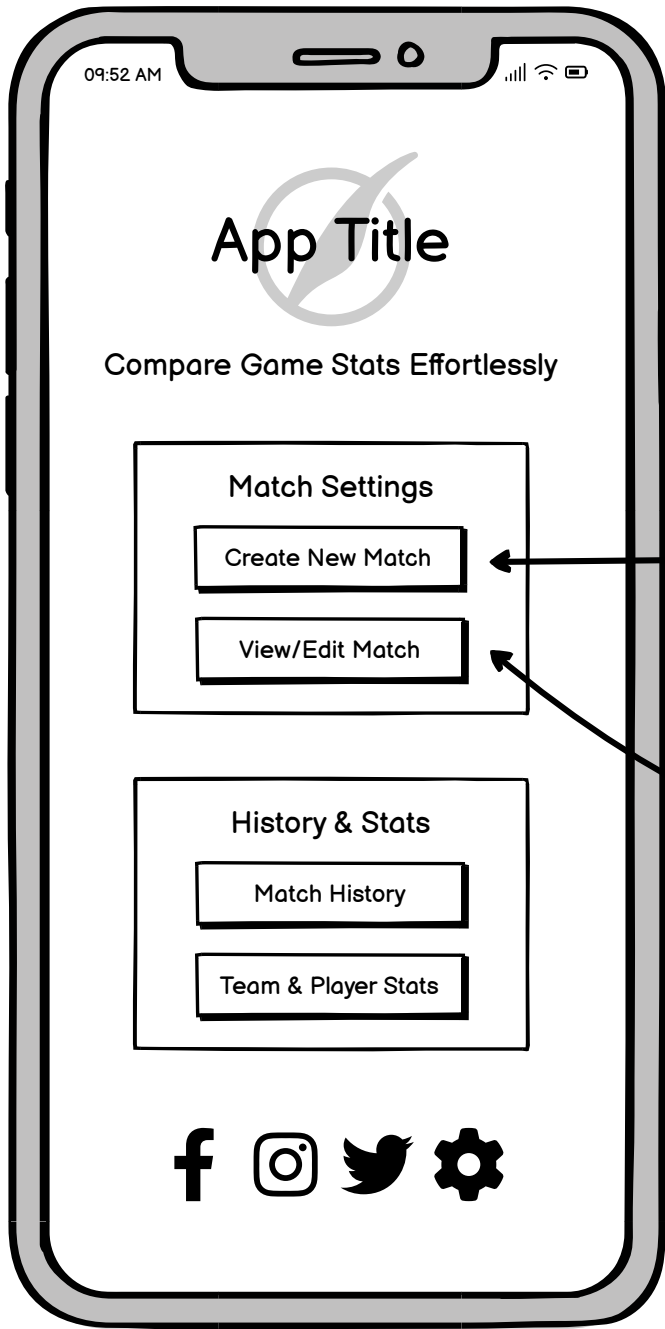 09:52 AM
App Title
Compare Game Stats Effortlessly
Match Settings
Create New Match
View/Edit Match
History & Stats
Match History
Team & Player Stats